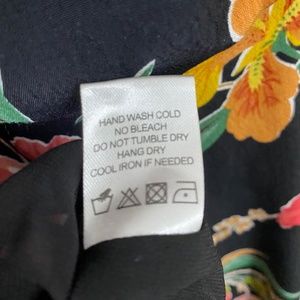 HAND WASH COLD
NO BLEACH
DO NOT TUMBLE DRY
HANG DRY
COOL IRON IF NEEDED